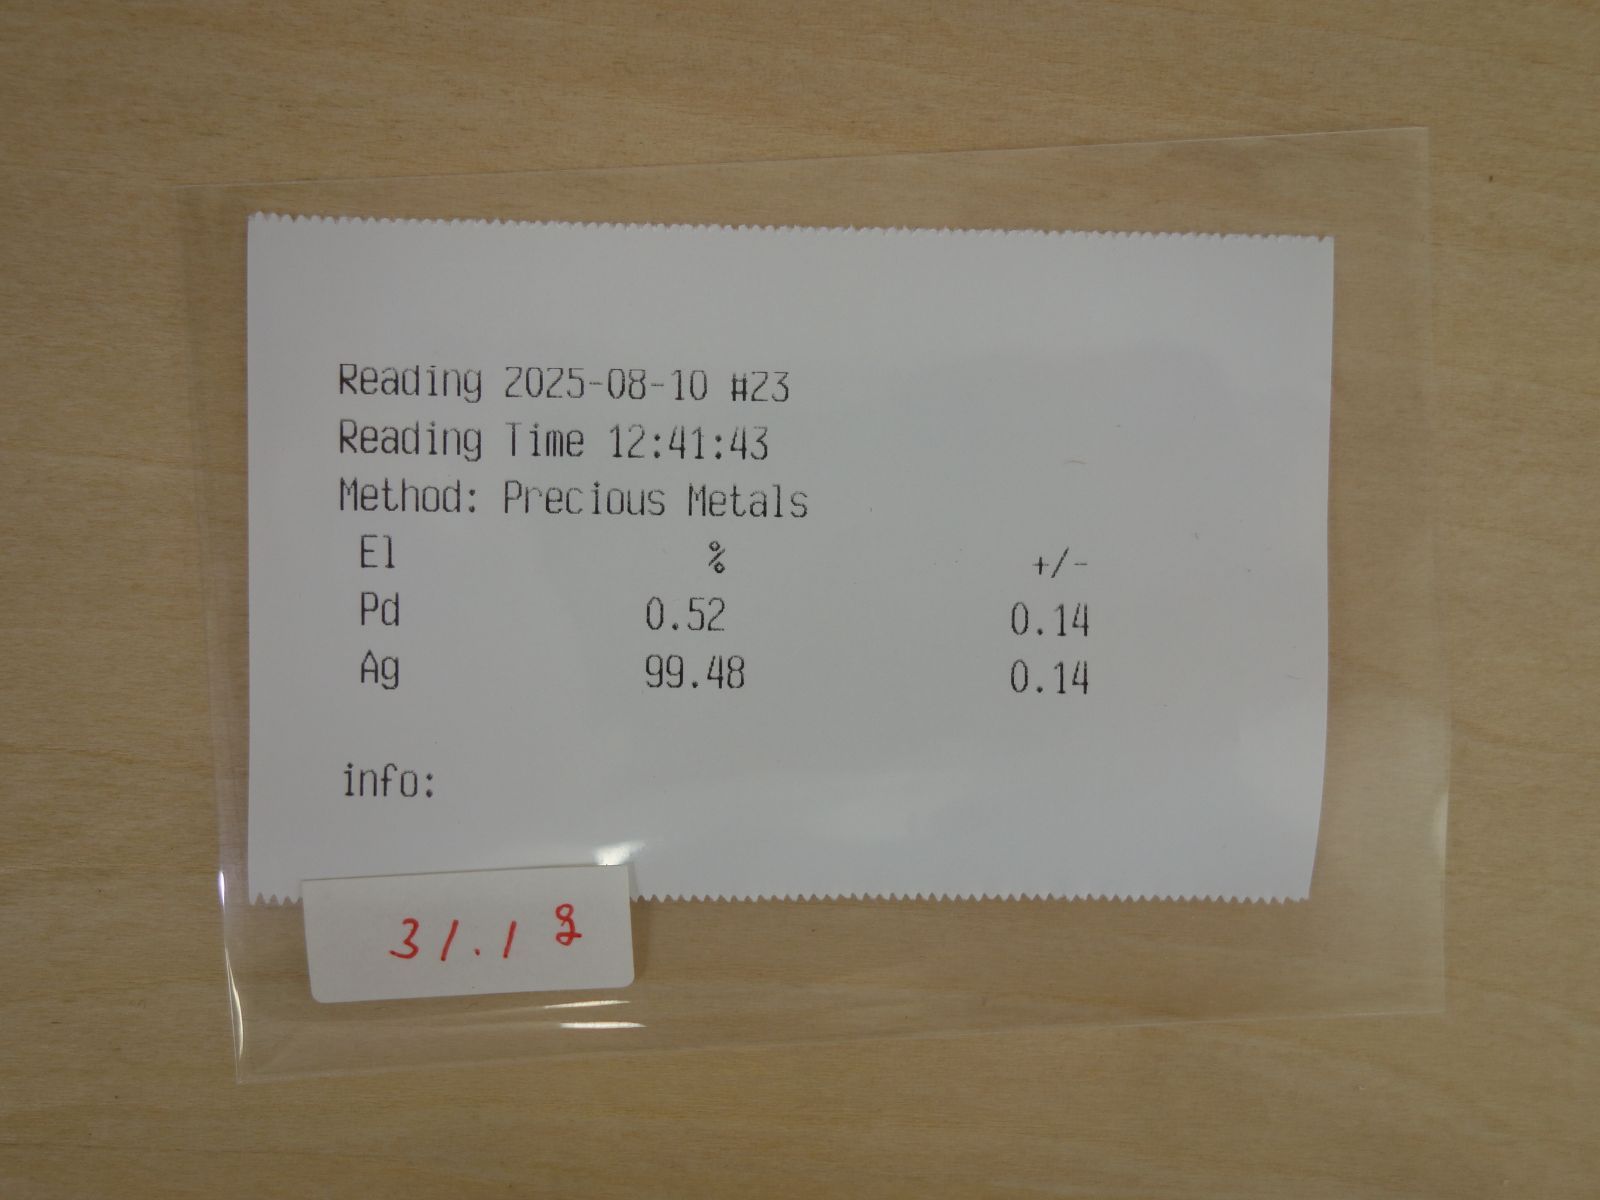 Reading 2025-08-10 #23
Reading Time 12:41:43
Method: Precious Metals
El % +/-
Pd 0.52 0.14
Ag 99.48 0.14
info:
31.1 g